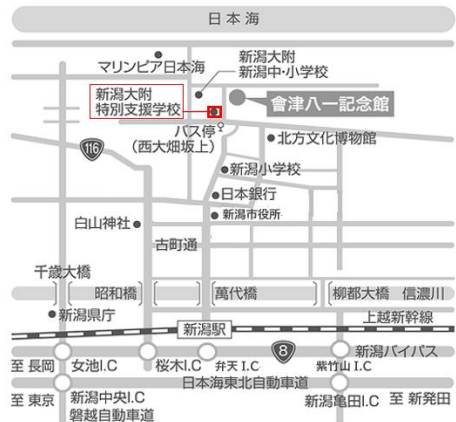 日本海
マリンピア日本海
新潟大附
新潟中・小学校
新潟大附
特別支援学校
會津八一記念館
バス停
(西大畑坂上)
北方文化博物館
116
新潟小学校
日本銀行
新潟市役所
白山神社
古町通
千歳大橋
昭和橋
萬代橋
柳都大橋
信濃川
新潟県庁
上越新幹線
新潟駅
8
新潟バイパス
至 長岡
女池I.C
桜木I.C
弁天 I.C
紫竹山 I.C
日本海東北自動車道
至 東京
新潟中央I.C
磐越自動車道
新潟亀田I.C
至 新発田